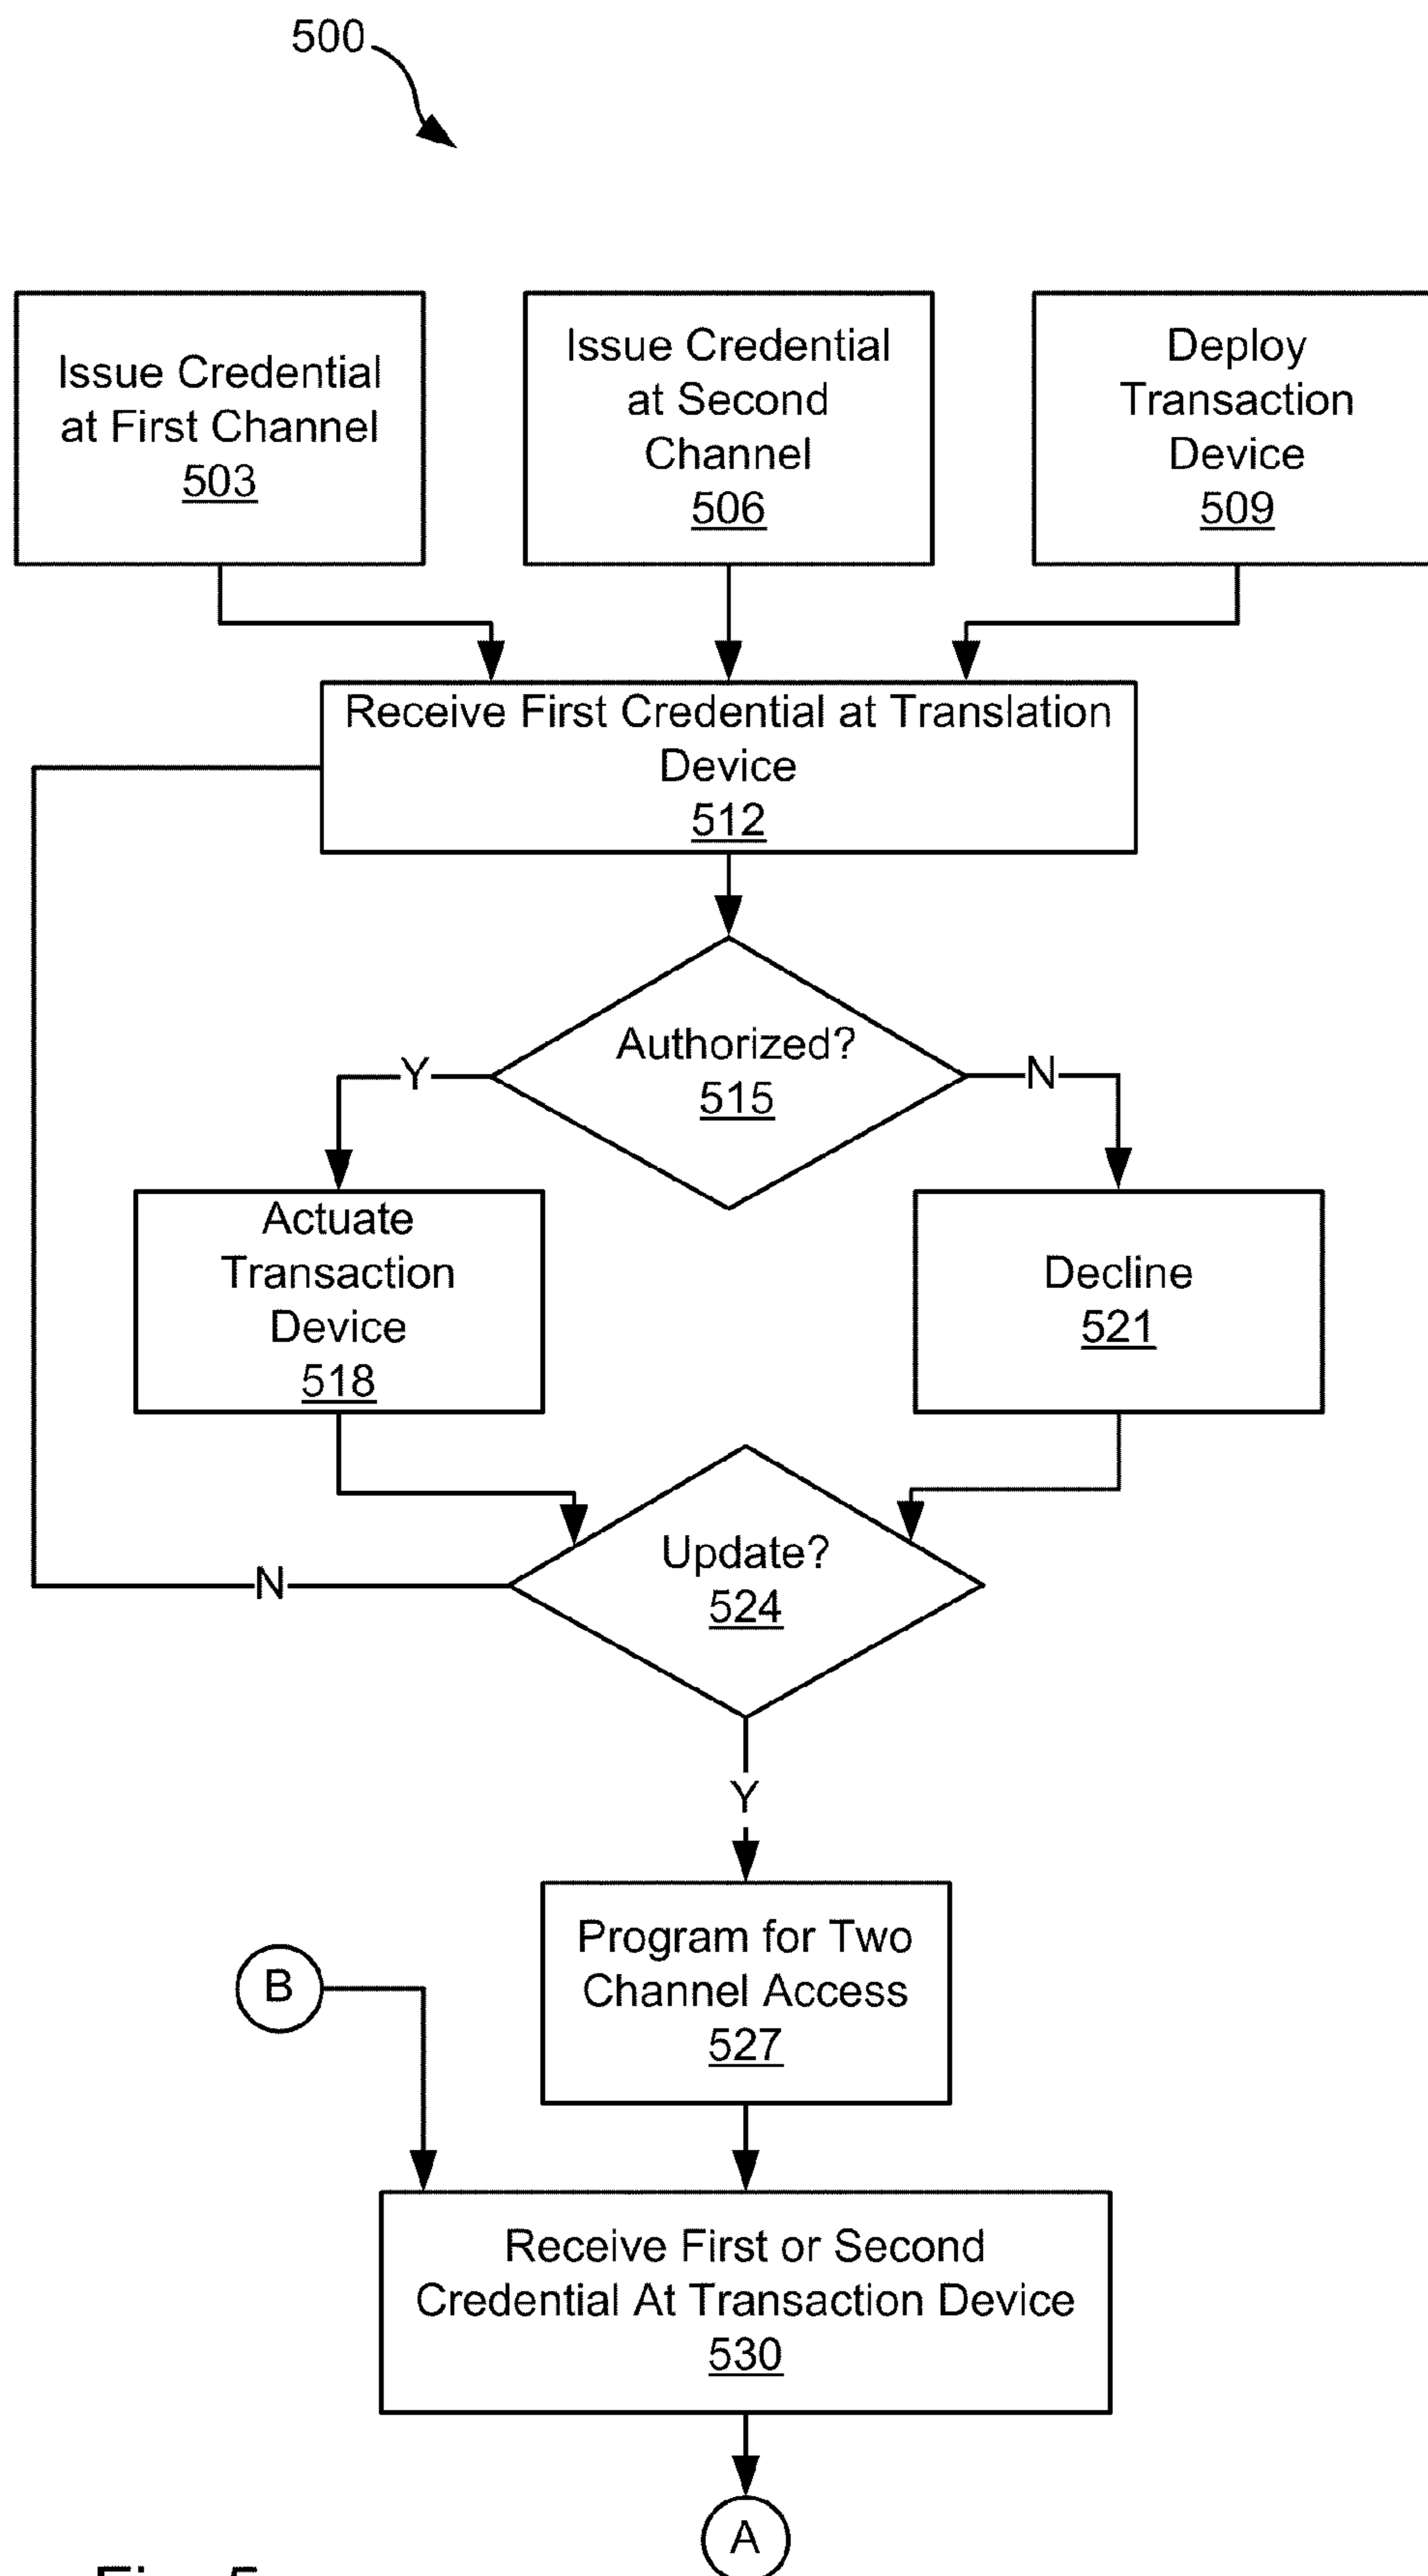 500
Issue Credential
at First Channel
503
Issue Credential
at Second
Channel
506
Deploy
Transaction
Device
509
Receive First Credential at Translation
Device
512
Authorized?
515
Y
N
Actuate
Transaction
Device
518
Decline
521
Update?
524
N
Y
Program for Two
Channel Access
527
B
Receive First or Second
Credential At Transaction Device
530
A
Fig. 5